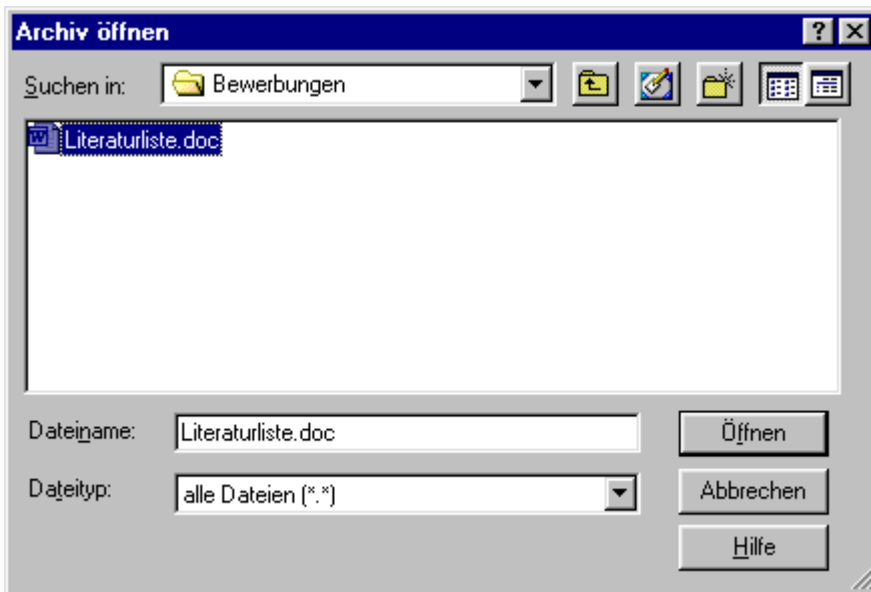 Archiv öffnen
Suchen in: Bewerbungen
Literaturliste.doc
Dateiname: Literaturliste.doc Öffnen
Dateityp: alle Dateien (*.*) Abbrechen
Hilfe